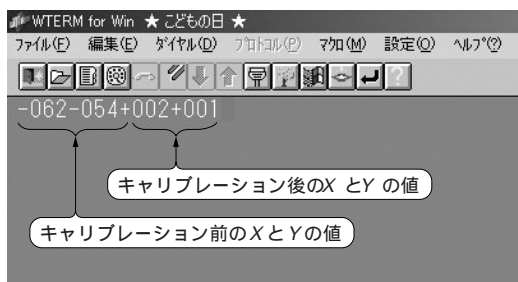 WTERM for Win ★ こどもの日 ★
ファイル(F) 編集(E) ダイヤル(D) プロトコル(P) マクロ(M) 設定(O) ヘルプ(?)
-062-054+002+001
キャリブレーション後のX とY の値
キャリブレーション前のXとYの値